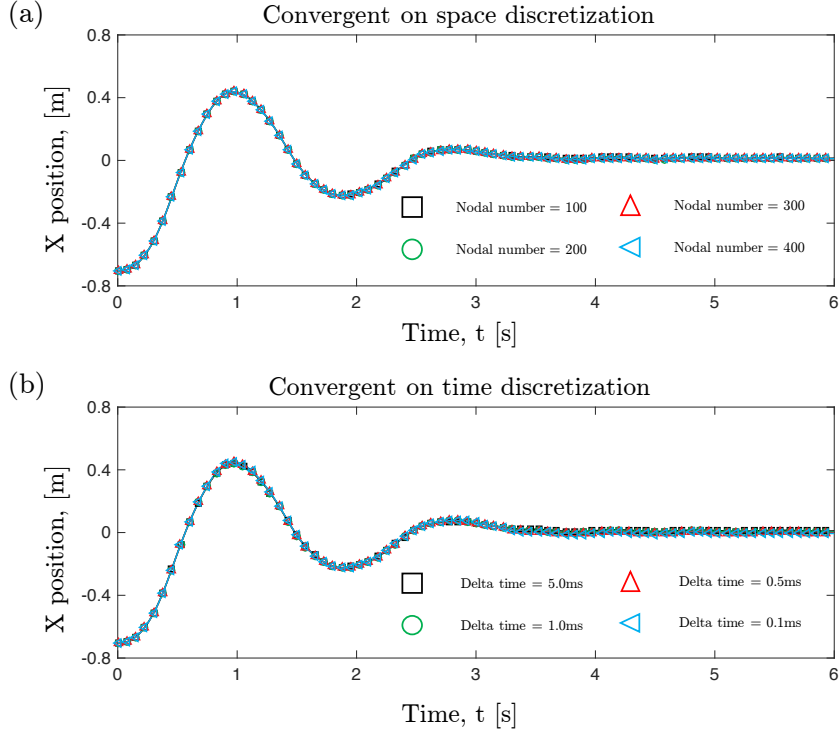 (a)
Convergent on space discretization
X position, [m]
0.8
0.4
0
-0.4
-0.8
Nodal number = 100
Nodal number = 300
Nodal number = 200
Nodal number = 400
0 1 2 3 4 5 6
Time, t [s]
(b)
Convergent on time discretization
X position, [m]
0.8
0.4
0
-0.4
-0.8
Delta time = 5.0ms
Delta time = 0.5ms
Delta time = 1.0ms
Delta time = 0.1ms
0 1 2 3 4 5 6
Time, t [s]